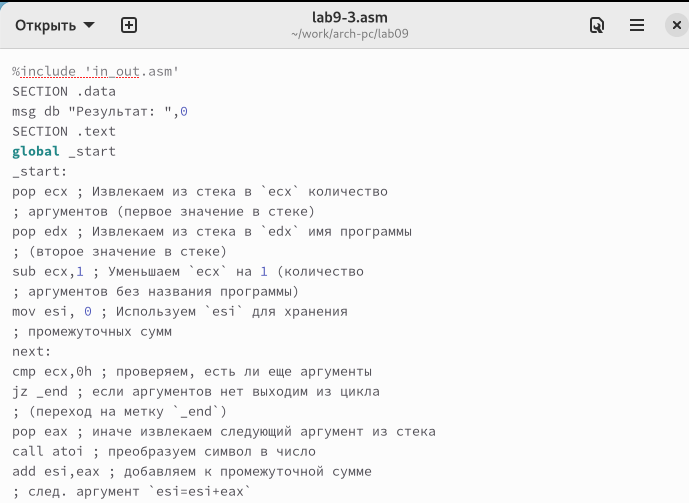 Открыть
lab9-3.asm
~/work/arch-pc/lab09
%include 'in_out.asm'
SECTION .data
msg db "Результат: ",0
SECTION .text
global _start
_start:
pop ecx ; Извлекаем из стека в `ecx` количество
; аргументов (первое значение в стеке)
pop edx ; Извлекаем из стека в `edx` имя программы
; (второе значение в стеке)
sub ecx,1 ; Уменьшаем `ecx` на 1 (количество
; аргументов без названия программы)
mov esi, 0 ; Используем `esi` для хранения
; промежуточных сумм
next:
cmp ecx,0h ; проверяем, есть ли еще аргументы
jz _end ; если аргументов нет выходим из цикла
; (переход на метку `_end`)
pop eax ; иначе извлекаем следующий аргумент из стека
call atoi ; преобразуем символ в число
add esi,eax ; добавляем к промежуточной сумме
; след. аргумент `esi=esi+eax`